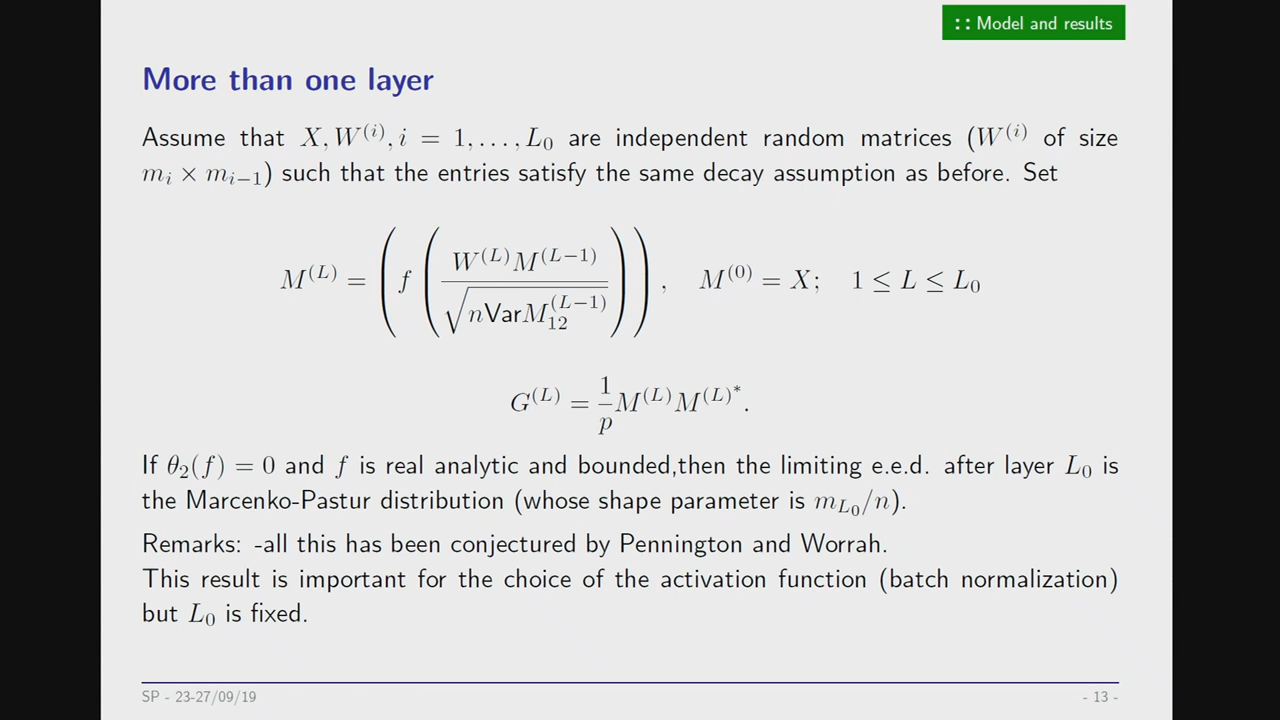 :: Model and results
More than one layer
Assume that X, W^{(i)}, i = 1, . . . , L_0 are independent random matrices (W^{(i)} of size
m_i × m_{i−1}) such that the entries satisfy the same decay assumption as before. Set
M^{(L)} = ( f ( W^{(L)}M^{(L−1)} / √(nVarM_{12}^{(L−1)}) ) ) , M^{(0)} = X; 1 ≤ L ≤ L_0
G^{(L)} = 1/p M^{(L)}M^{(L)*}.
If θ_2(f) = 0 and f is real analytic and bounded,then the limiting e.e.d. after layer L_0 is
the Marcenko-Pastur distribution (whose shape parameter is m_{L_0}/n).
Remarks: -all this has been conjectured by Pennington and Worrah.
This result is important for the choice of the activation function (batch normalization)
but L_0 is fixed.
SP - 23-27/09/19
- 13 -